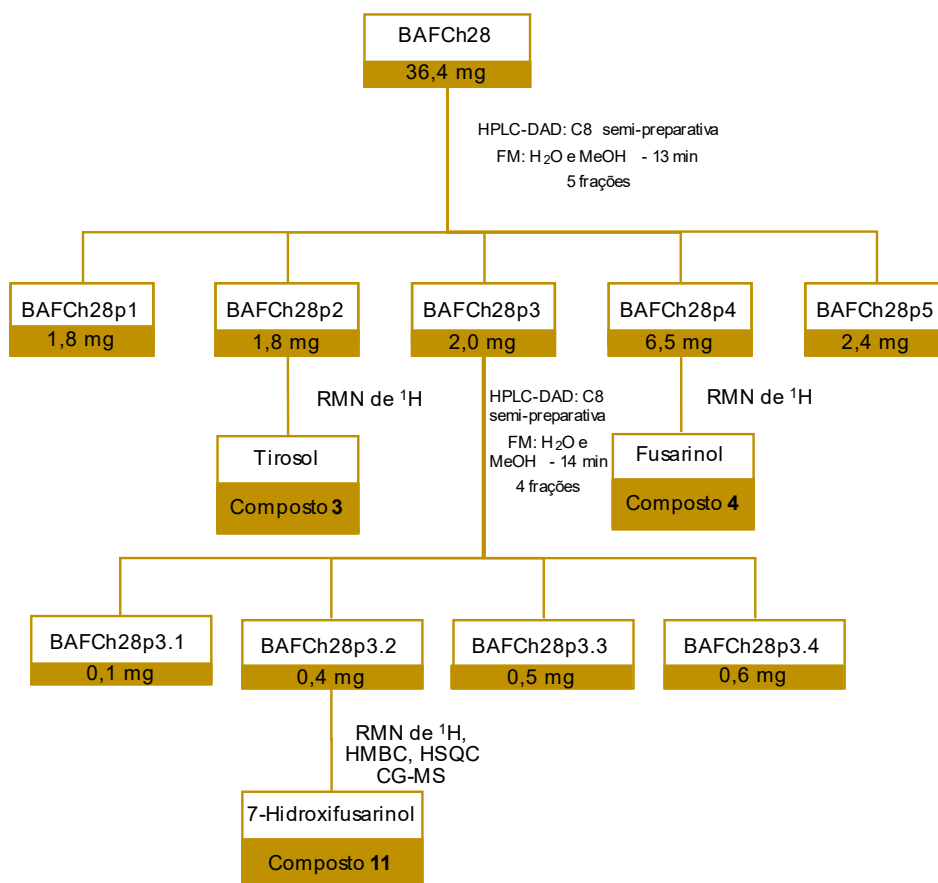 BAFCh28
36,4 mg
HPLC-DAD: C8 semi-preparativa
FM: H2O e MeOH - 13 min
5 frações
BAFCh28p1
1,8 mg
BAFCh28p2
1,8 mg
BAFCh28p3
2,0 mg
BAFCh28p4
6,5 mg
BAFCh28p5
2,4 mg
RMN de ¹H
HPLC-DAD: C8
semi-preparativa
FM: H2O e
MeOH - 14 min
4 frações
RMN de ¹H
Tirosol
Composto 3
Fusarinol
Composto 4
BAFCh28p3.1
0,1 mg
BAFCh28p3.2
0,4 mg
BAFCh28p3.3
0,5 mg
BAFCh28p3.4
0,6 mg
RMN de ¹H,
HMBC, HSQC
CG-MS
7-Hidroxifusarinol
Composto 11